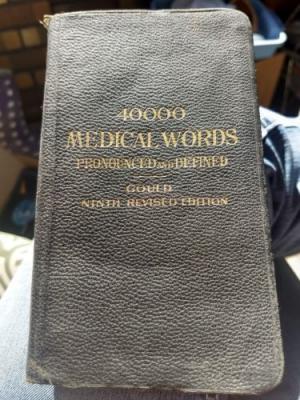 40000
MEDICAL WORDS
PRONOUNCED AND DEFINED
GOULD
NINTH REVISED EDITION